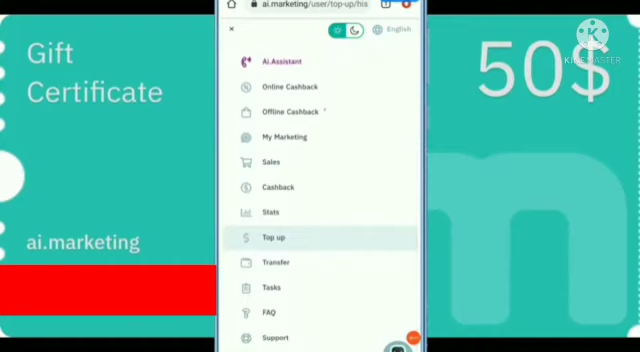 Gift
Certificate
ai.marketing
50$
KINEMASTER
ai.marketing/user/top-up/his
English
Ai.Assistant
Online Cashback
Offline Cashback *
My Marketing
Sales
Cashback
Stats
Top up
Transfer
Tasks
FAQ
Support